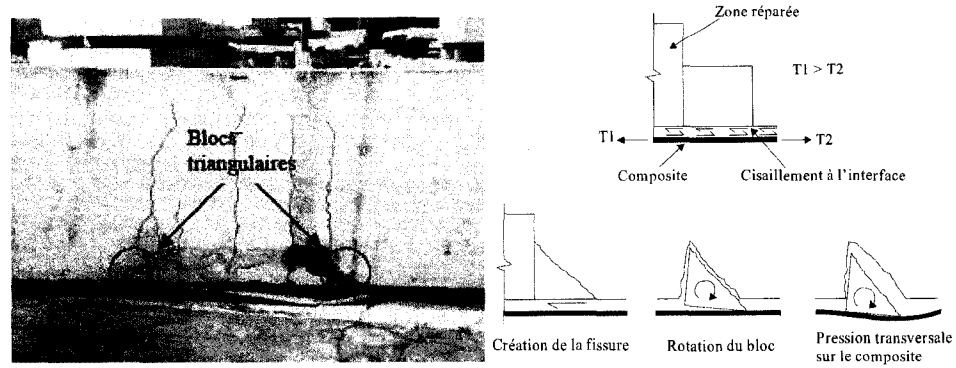 Blocs
triangulaires
Zone réparée
T1 > T2
T1
T2
Composite
Cisaillement à l'interface
Création de la fissure
Rotation du bloc
Pression transversale
sur le composite